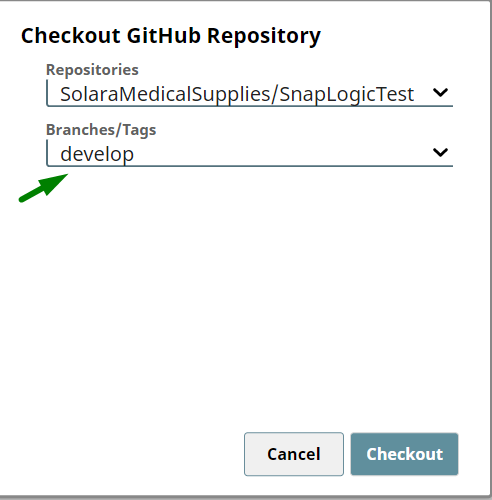 Checkout GitHub Repository
Repositories
SolaraMedicalSupplies/SnapLogicTest
Branches/Tags
develop
Cancel Checkout